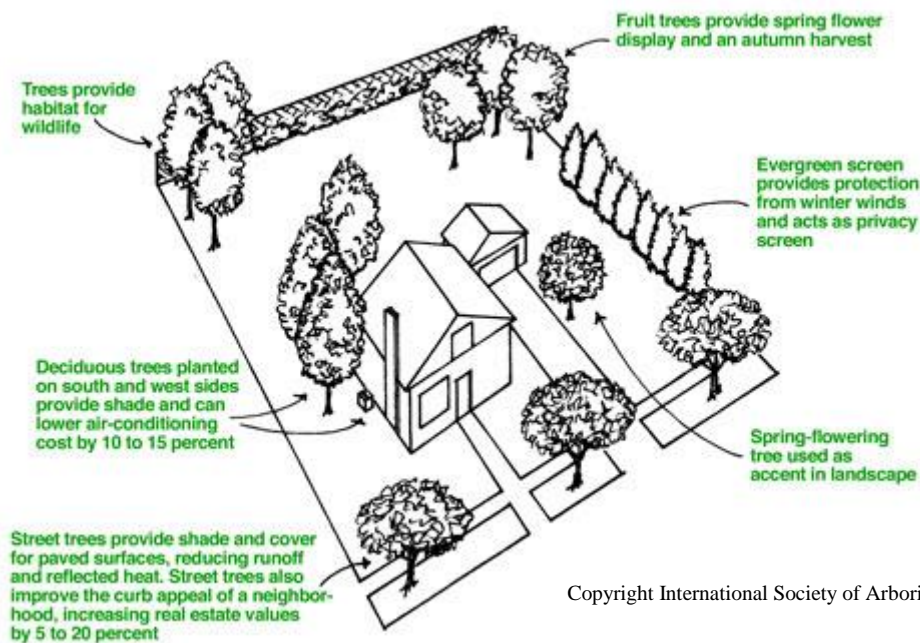 Fruit trees provide spring flower
display and an autumn harvest
Trees provide
habitat for
wildlife
Evergreen screen
provides protection
from winter winds
and acts as privacy
screen
Deciduous trees planted
on south and west sides
provide shade and can
lower air-conditioning
cost by 10 to 15 percent
Spring-flowering
tree used as
accent in landscape
Street trees provide shade and cover
for paved surfaces, reducing runoff
and reflected heat. Street trees also
improve the curb appeal of a neighbor-
hood, increasing real estate values
by 5 to 20 percent
Copyright International Society of Arbori